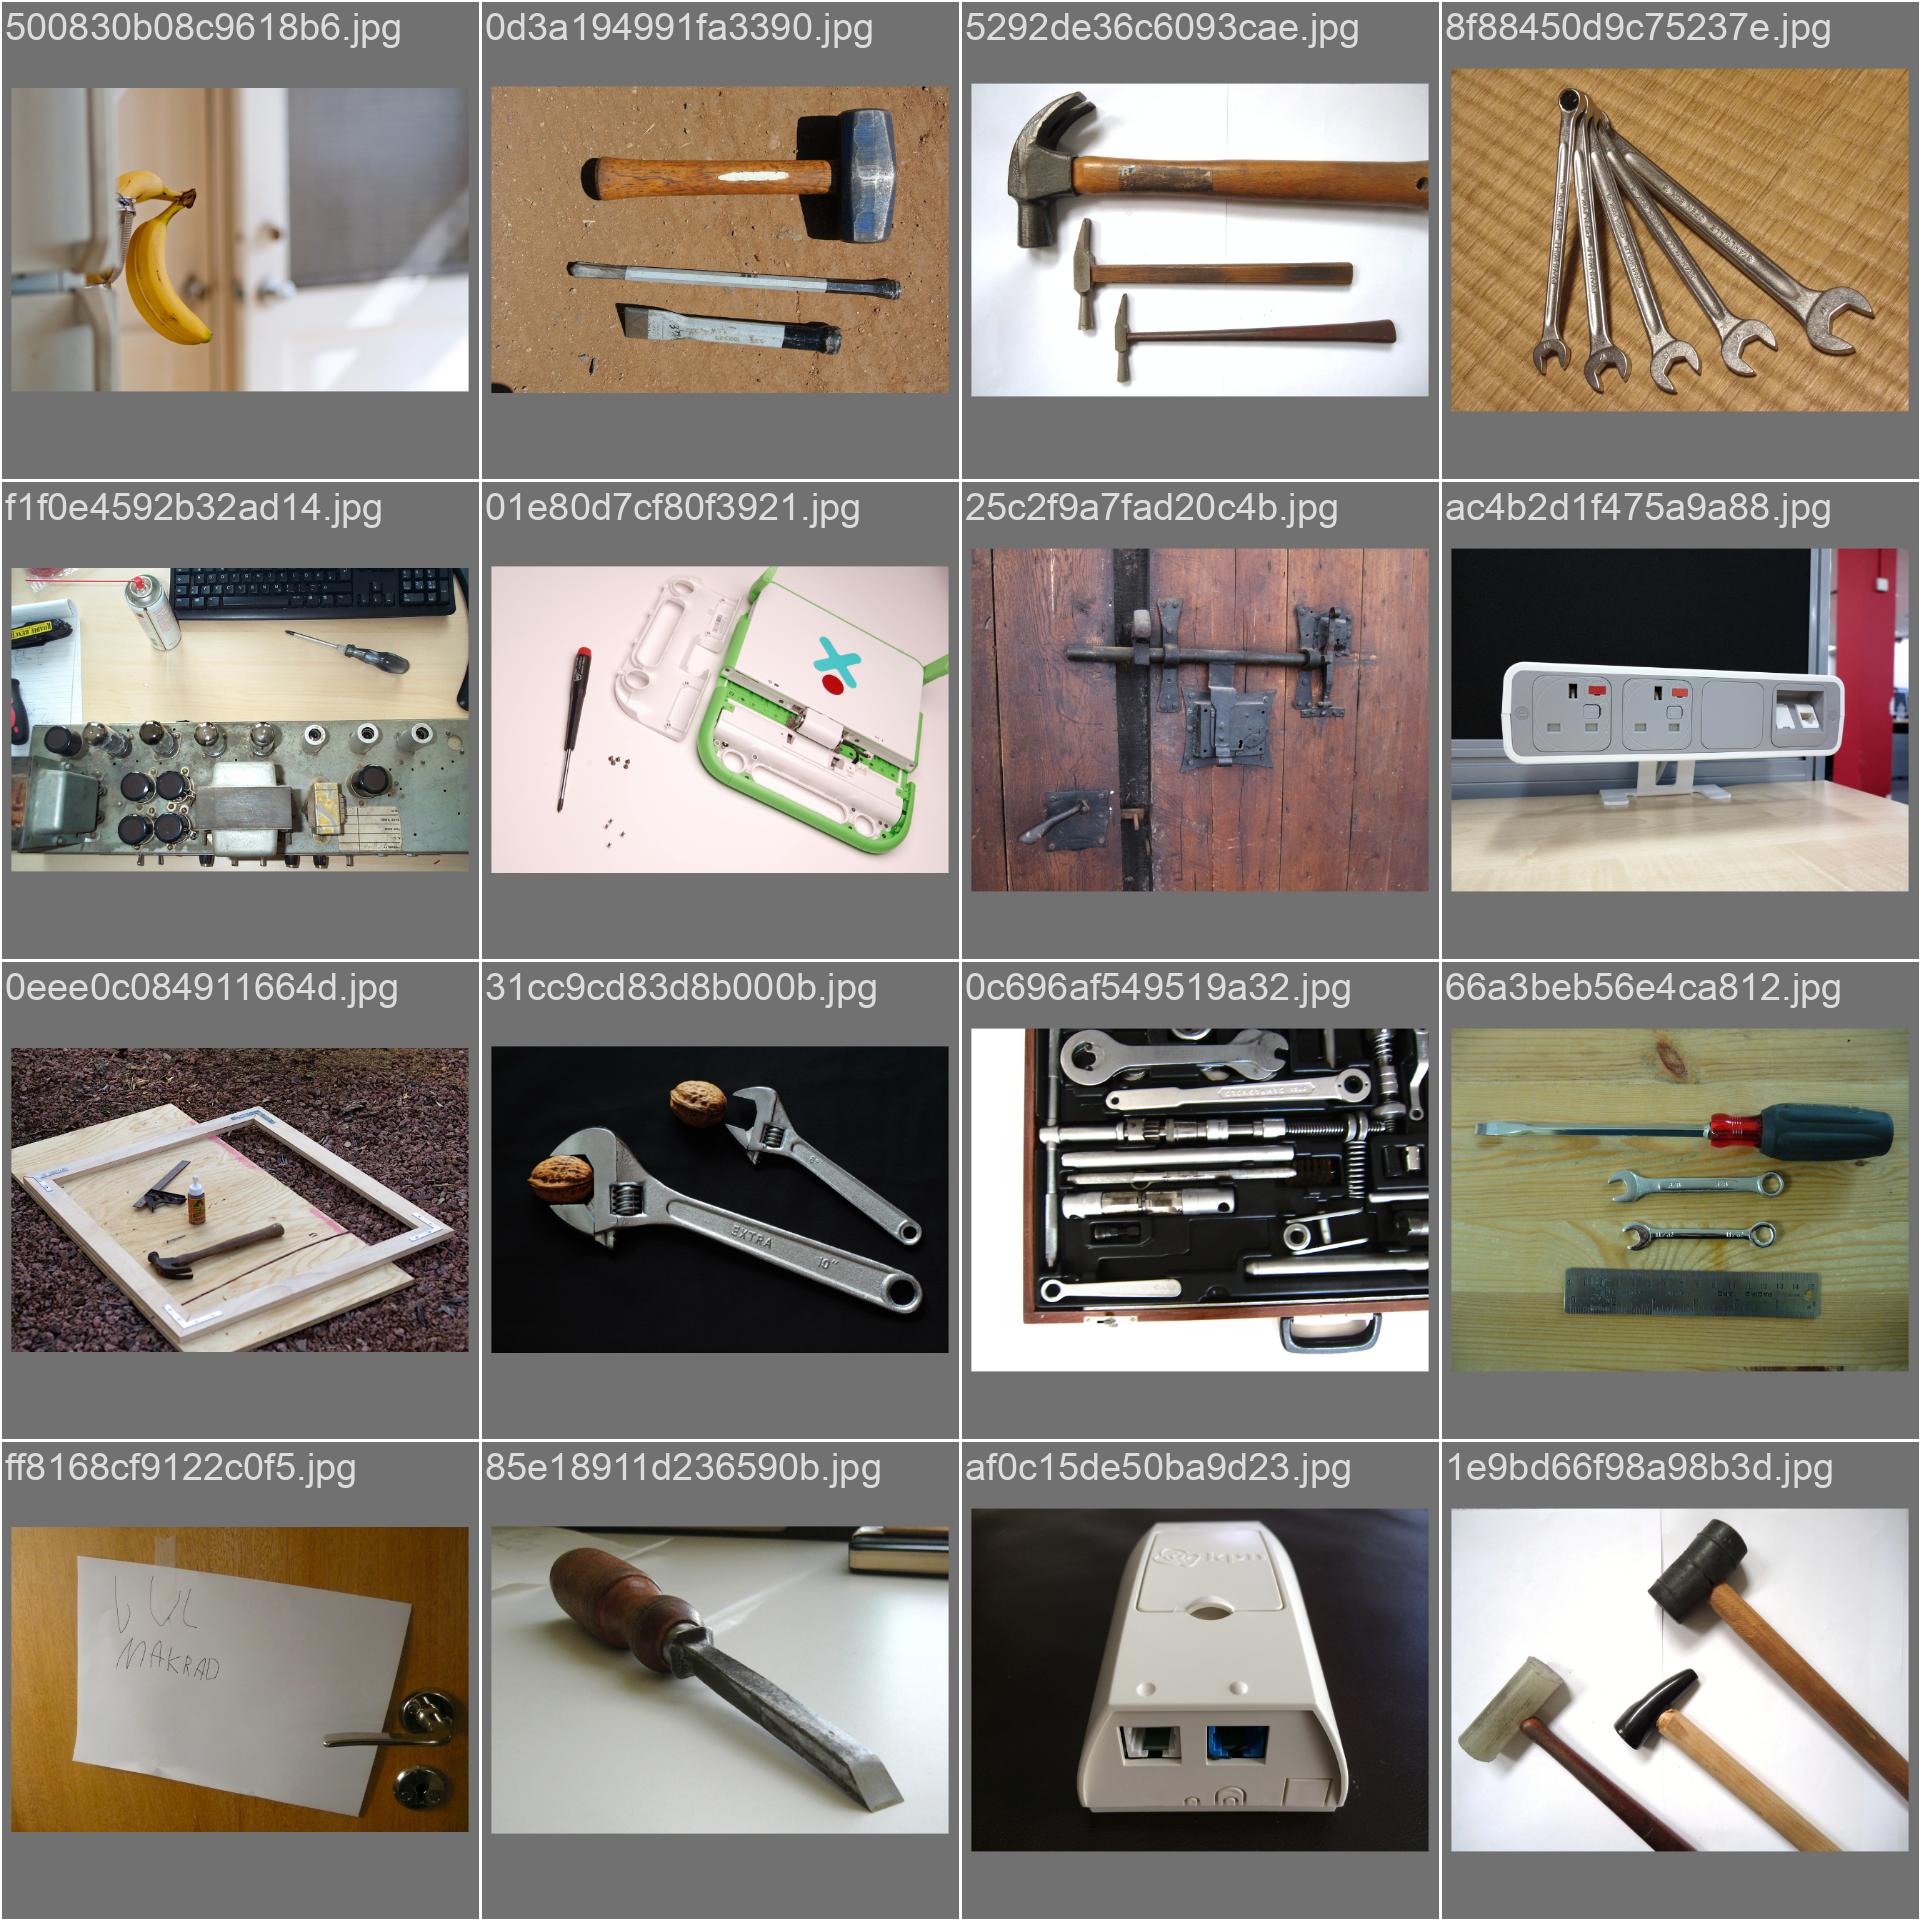 500830b08c9618b6.jpg
0d3a194991fa3390.jpg
5292de36c6093cae.jpg
8f88450d9c75237e.jpg
f1f0e4592b32ad14.jpg
01e80d7cf80f3921.jpg
25c2f9a7fad20c4b.jpg
ac4b2d1f475a9a88.jpg
0eee0c084911664d.jpg
31cc9cd83d8b000b.jpg
EXTRA 10"
0c696af549519a32.jpg
66a3beb56e4ca812.jpg
ff8168cf9122c0f5.jpg
MAKRAD
85e18911d236590b.jpg
af0c15de50ba9d23.jpg
kpn
1e9bd66f98a98b3d.jpg